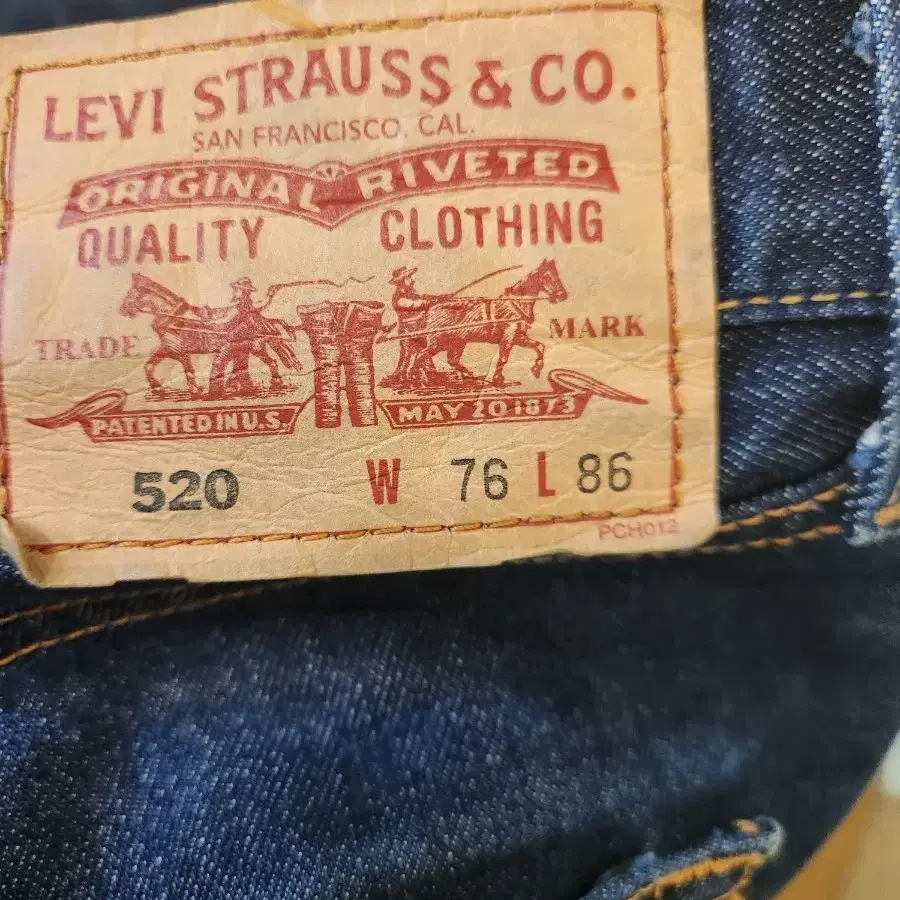 LEVI STRAUSS & CO.
SAN FRANCISCO, CAL.
ORIGINAL RIVETED
QUALITY CLOTHING
TRADE MARK
PATENTED IN U.S. MAY 20 1873
520 W 76 L 86
PCH012